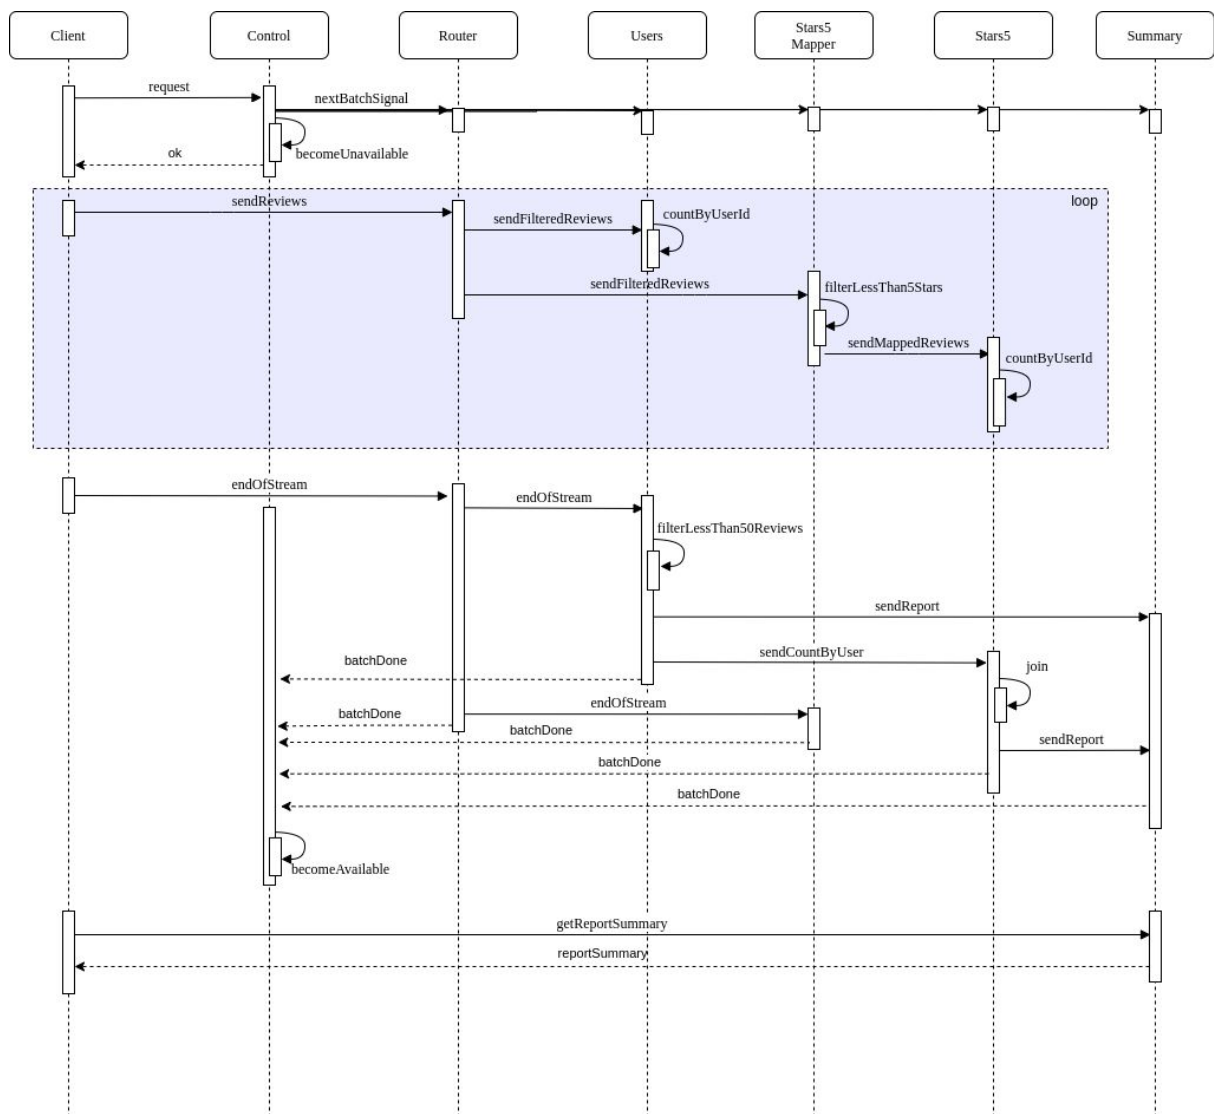 Client
Control
Router
Users
Stars5
Mapper
Stars5
Summary
request
nextBatchSignal
becomeUnavailable
ok
loop
sendReviews
sendFilteredReviews
countByUserId
sendFilteredReviews
filterLessThan5Stars
sendMappedReviews
countByUserId
endOfStream
endOfStream
filterLessThan50Reviews
sendReport
sendCountByUser
batchDone
join
endOfStream
batchDone
batchDone
sendReport
batchDone
batchDone
becomeAvailable
getReportSummary
reportSummary